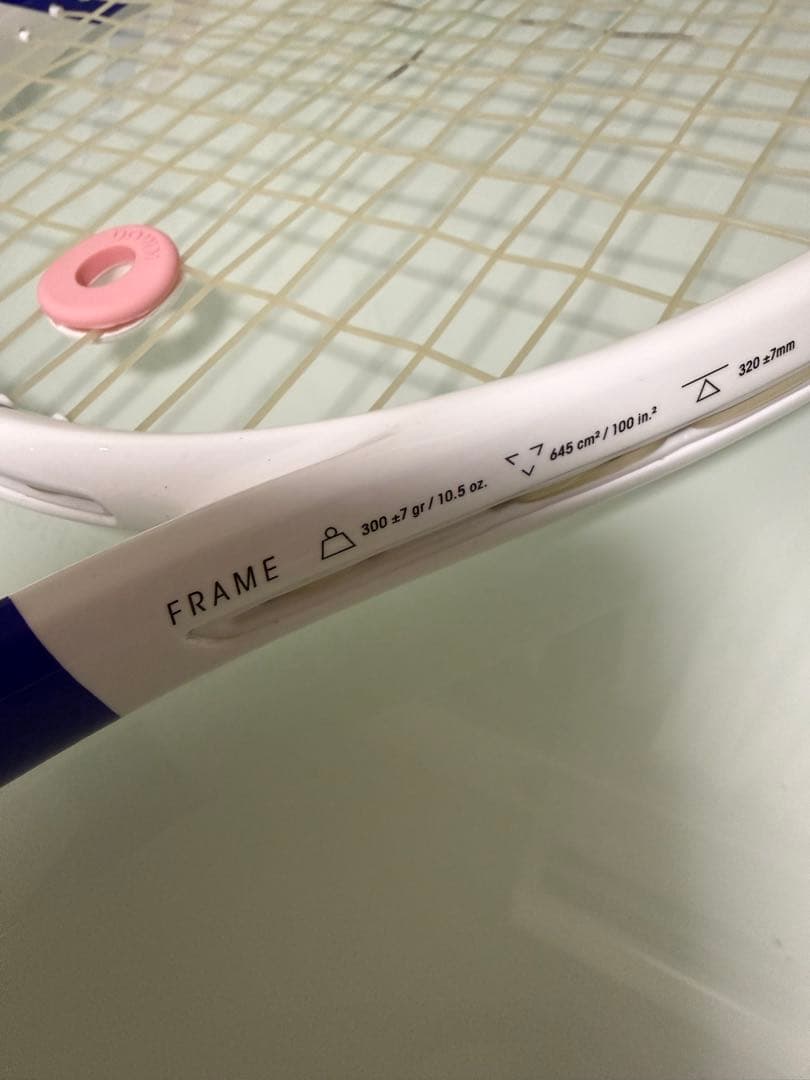 FRAME 300 ±7 gr / 10.5 oz. 645 cm² / 100 in.² 320 ±7mm